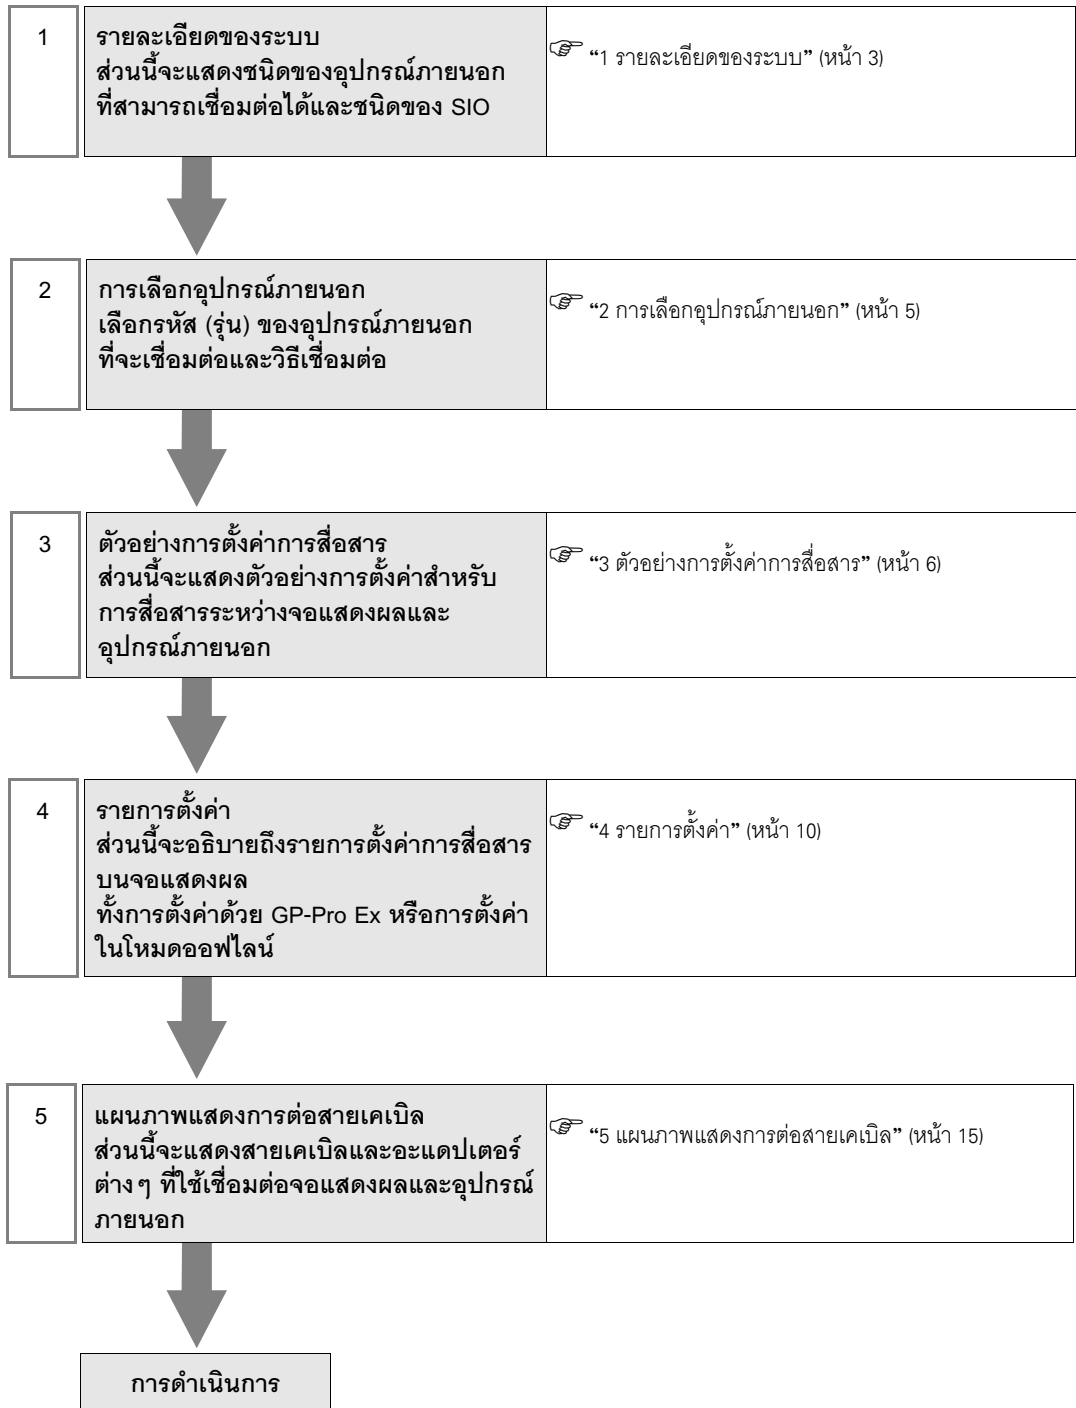 1
รายละเอียดของระบบ
ส่วนนี้จะแสดงชนิดของอุปกรณ์ภายนอก
ที่สามารถเชื่อมต่อได้และชนิดของ SIO
“1 รายละเอียดของระบบ” (หน้า 3)
2
การเลือกอุปกรณ์ภายนอก
เลือกรหัส (รุ่น) ของอุปกรณ์ภายนอก
ที่จะเชื่อมต่อและวิธีเชื่อมต่อ
“2 การเลือกอุปกรณ์ภายนอก” (หน้า 5)
3
ตัวอย่างการตั้งค่าการสื่อสาร
ส่วนนี้จะแสดงตัวอย่างการตั้งค่าสำหรับ
การสื่อสารระหว่างจอแสดงผลและ
อุปกรณ์ภายนอก
“3 ตัวอย่างการตั้งค่าการสื่อสาร” (หน้า 6)
4
รายการตั้งค่า
ส่วนนี้จะอธิบายถึงรายการตั้งค่าการสื่อสาร
บนจอแสดงผล
ทั้งการตั้งค่าด้วย GP-Pro Ex หรือการตั้งค่า
ในโหมดออฟไลน์
“4 รายการตั้งค่า” (หน้า 10)
5
แผนภาพแสดงการต่อสายเคเบิล
ส่วนนี้จะแสดงสายเคเบิลและอะแดปเตอร์
ต่างๆ ที่ใช้เชื่อมต่อจอแสดงผลและอุปกรณ์
ภายนอก
“5 แผนภาพแสดงการต่อสายเคเบิล” (หน้า 15)
การดำเนินการ